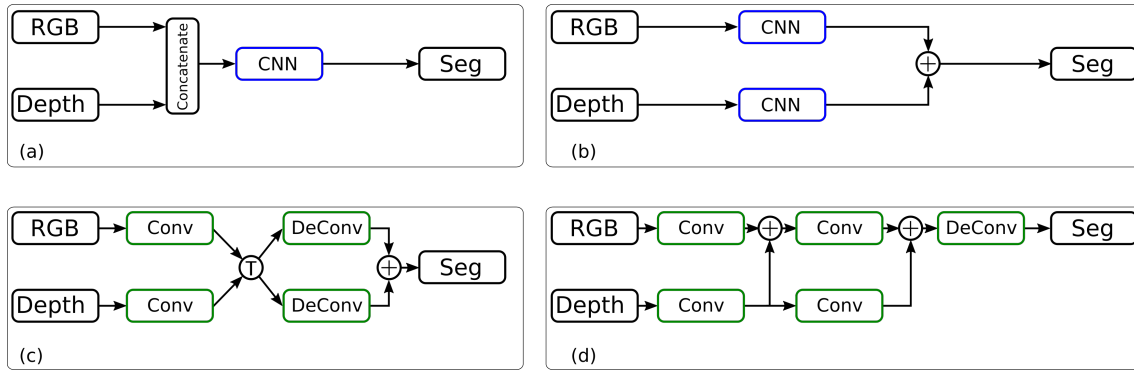 RGB
Concatenate
CNN
Seg
Depth
(a)
RGB
CNN
+
Seg
Depth
CNN
(b)
RGB
Conv
DeConv
T
+
Seg
Depth
Conv
DeConv
(c)
RGB
Conv
+
Conv
+
DeConv
Seg
Depth
Conv
Conv
(d)